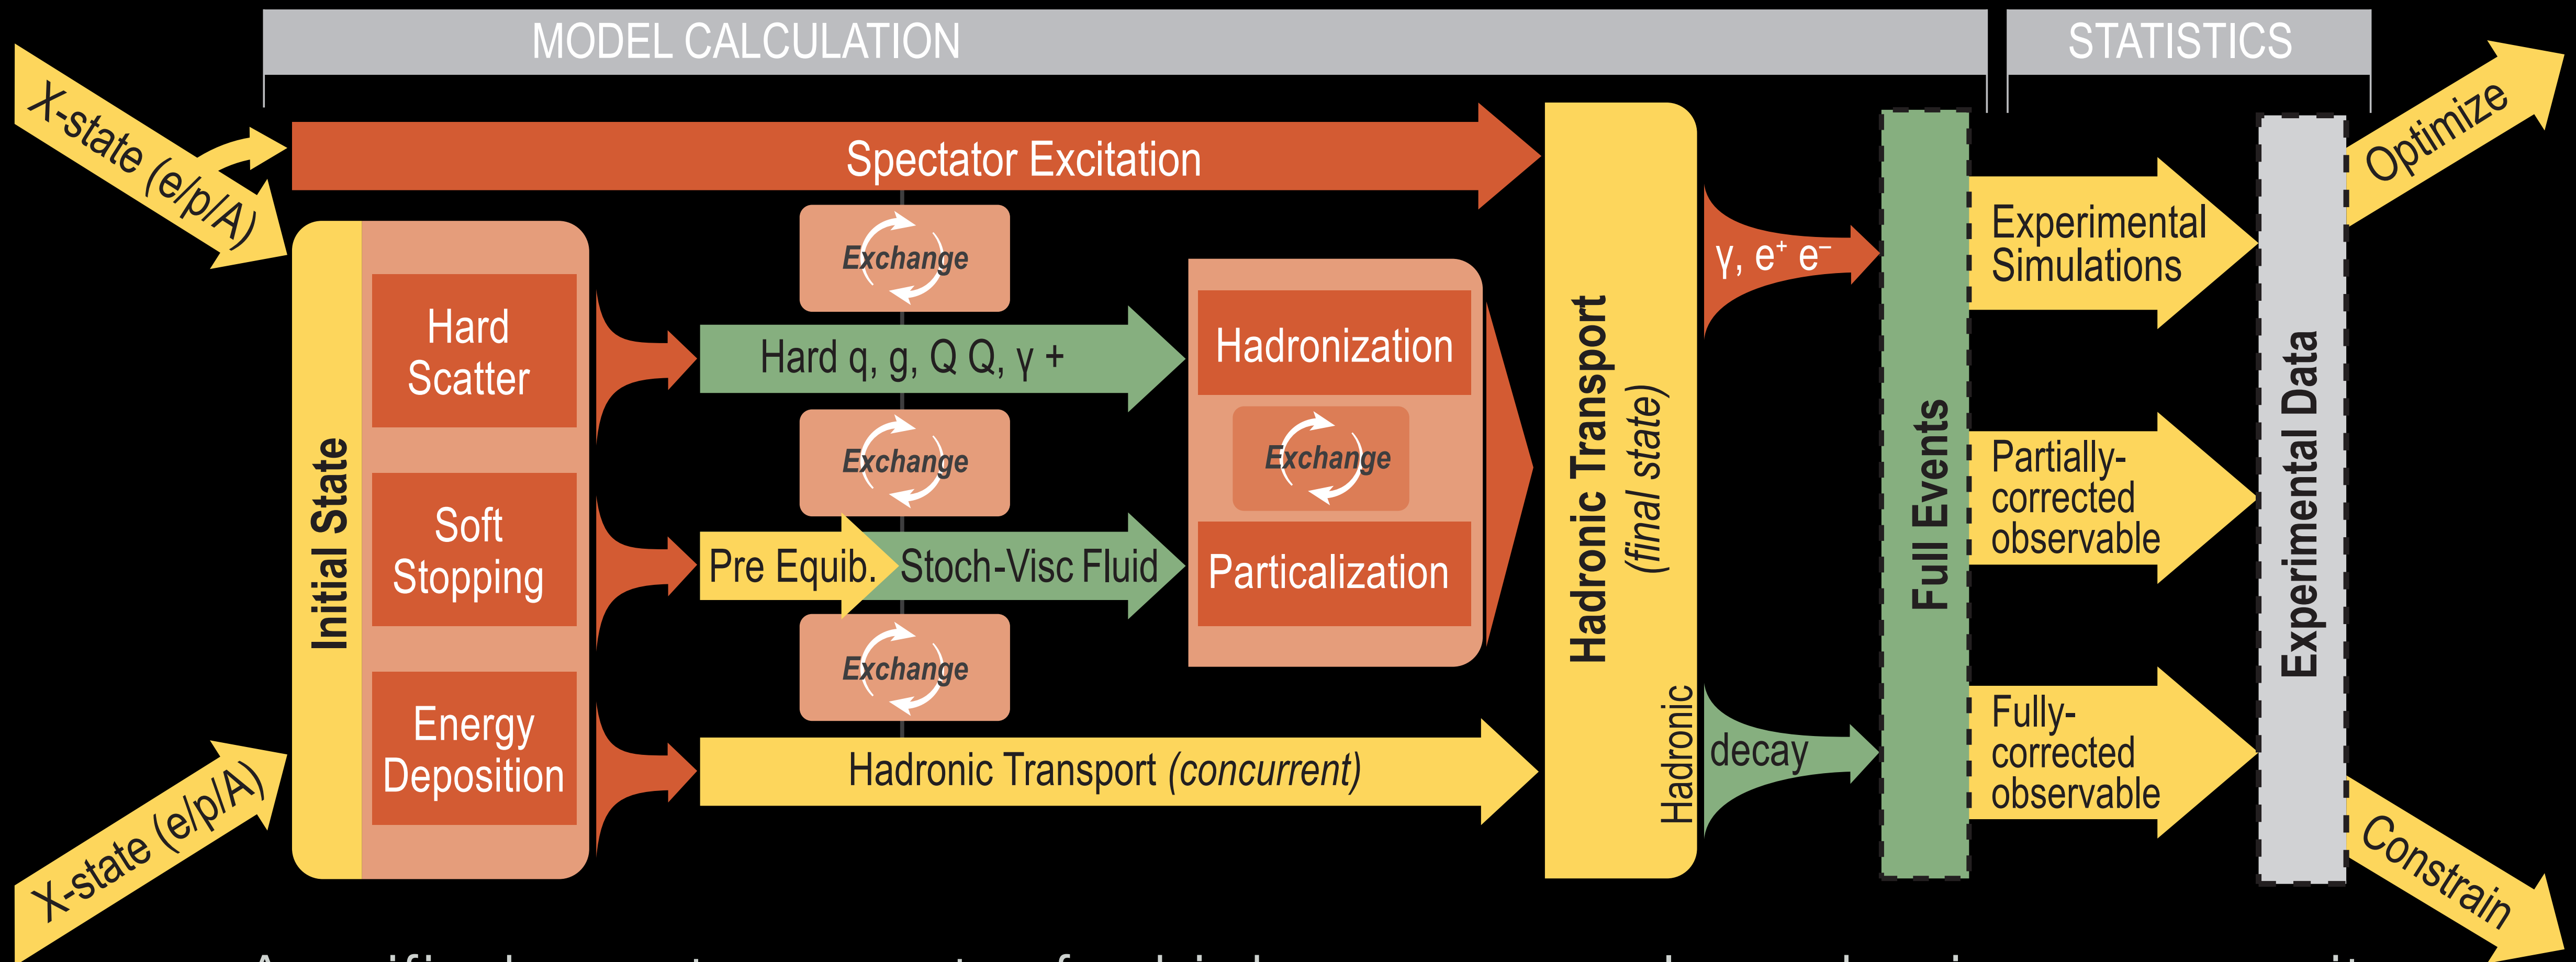 MODEL CALCULATION
STATISTICS
X-state (e/p/A)
Spectator Excitation
Optimize
Exchange
Initial State
Hard
Scatter
Soft
Stopping
Energy
Deposition
Hard q, g, Q Q, γ +
Exchange
Pre Equib.
Stoch-Visc Fluid
Exchange
Hadronic Transport (concurrent)
Hadronization
Exchange
Particalization
Hadronic Transport
(final state)
γ, e⁺ e⁻
Hadronic
decay
Full Events
Experimental
Simulations
Partially-
corrected
observable
Fully-
corrected
observable
Experimental Data
X-state (e/p/A)
Constrain